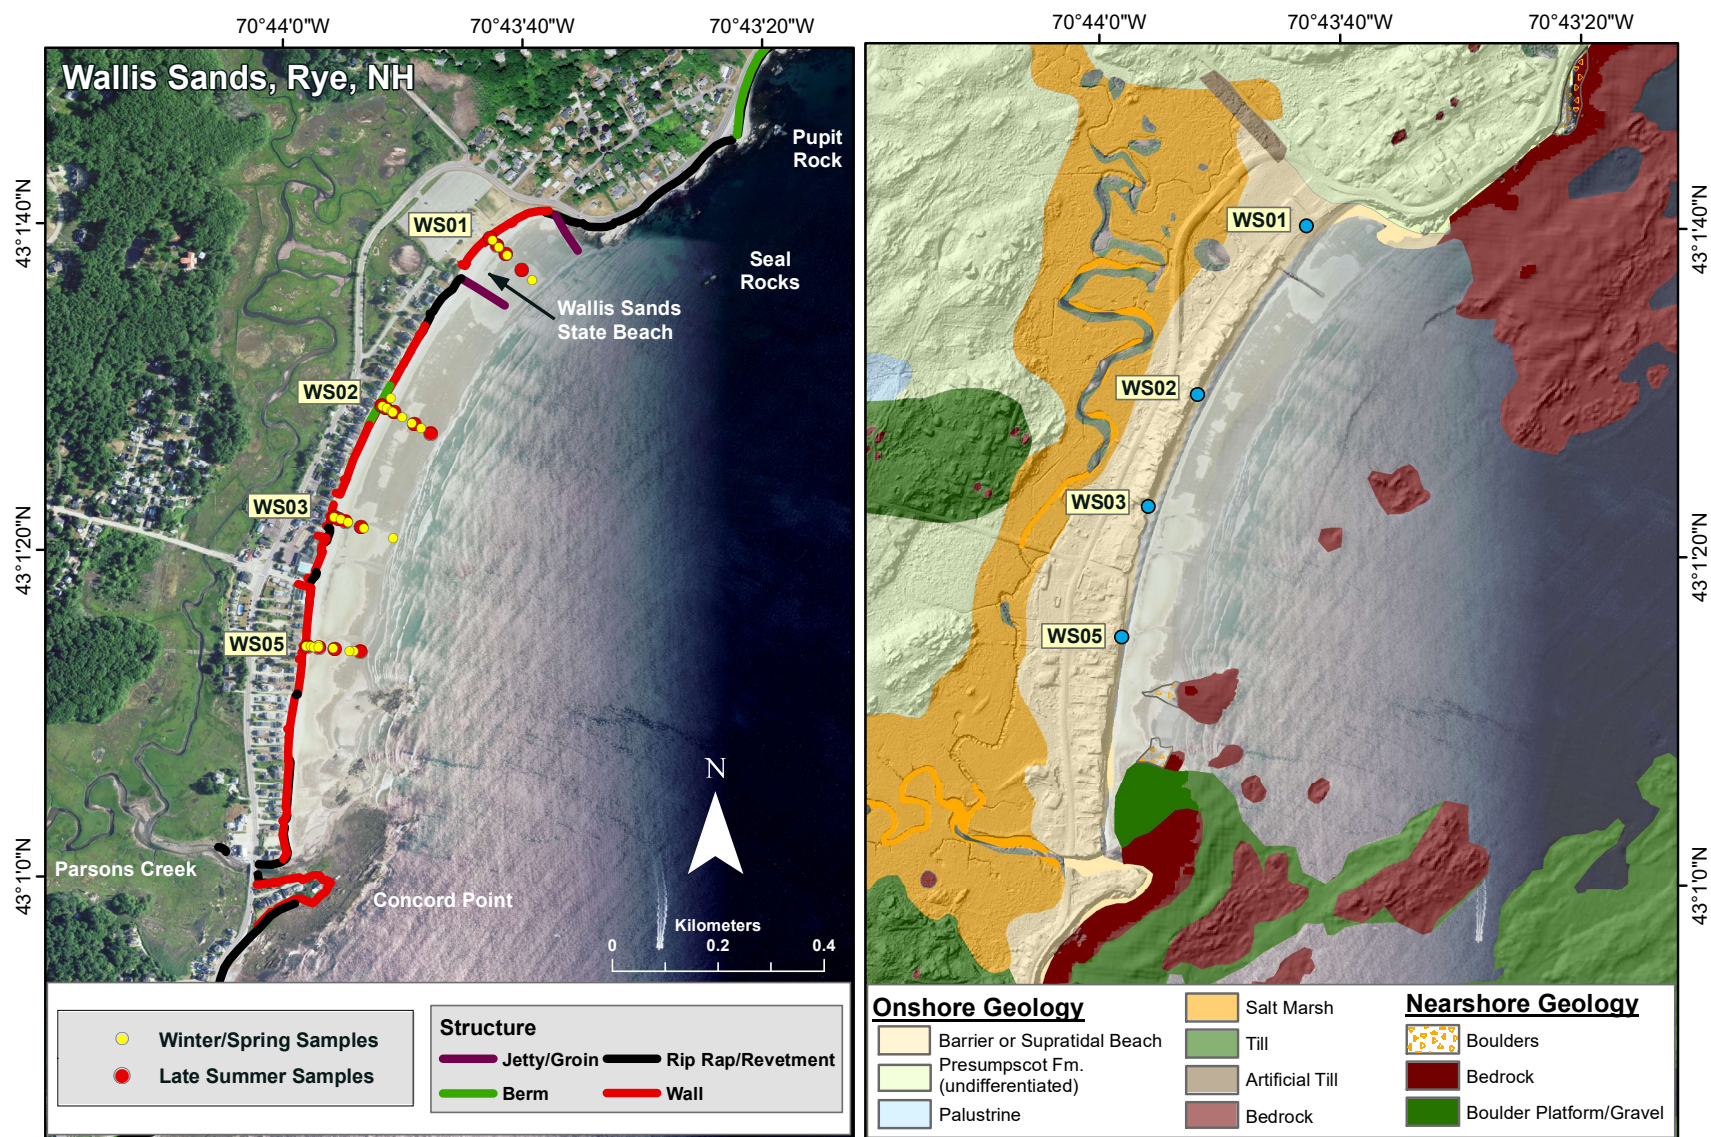 70°44'0"W
70°43'40"W
70°43'20"W
Wallis Sands, Rye, NH
Pupit
Rock
43°1'40"N
WS01
Seal
Rocks
Wallis Sands
State Beach
WS02
WS03
43°1'20"N
WS05
N
Parsons Creek
43°1'0"N
Concord Point
Kilometers
0
0.2
0.4
Winter/Spring Samples
Late Summer Samples
Structure
Jetty/Groin
Rip Rap/Revetment
Berm
Wall
70°44'0"W
70°43'40"W
70°43'20"W
WS01
43°1'40"N
WS02
WS03
43°1'20"N
WS05
43°1'0"N
Onshore Geology
Barrier or Supratidal Beach
Presumpscot Fm.
(undifferentiated)
Palustrine
Salt Marsh
Till
Artificial Till
Bedrock
Nearshore Geology
Boulders
Bedrock
Boulder Platform/Gravel